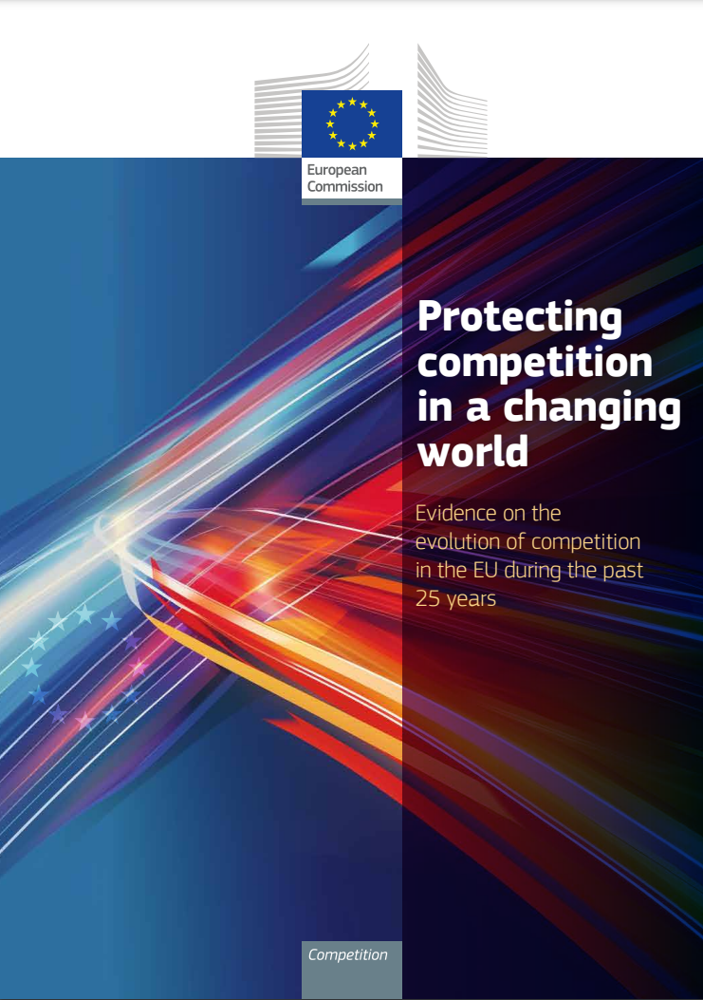 European
Commission
Protecting
competition
in a changing
world
Evidence on the
evolution of competition
in the EU during the past
25 years
Competition